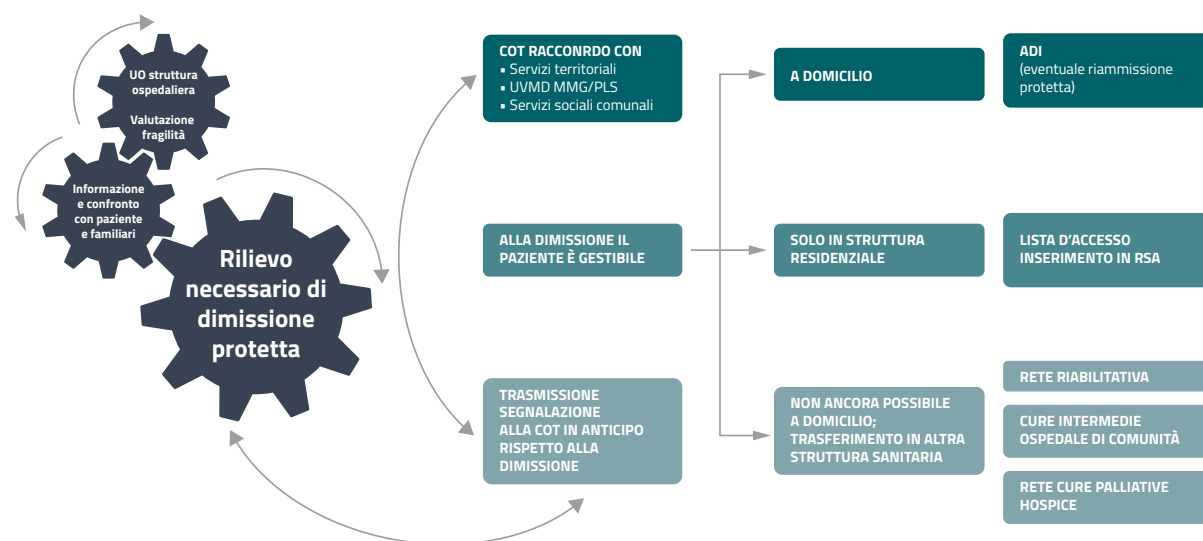 UO struttura
ospedaliera
Valutazione
fragilità
Informazione
e confronto
con paziente
e familiari
Rilievo
necessario di
dimissione
protetta
COT RACCONRDO CON
▪ Servizi territoriali
▪ UVMD MMG/PLS
▪ Servizi sociali comunali
ALLA DIMISSIONE IL
PAZIENTE È GESTIBILE
TRASMISSIONE
SEGNALAZIONE
ALLA COT IN ANTICIPO
RISPETTO ALLA
DIMISSIONE
A DOMICILIO
SOLO IN STRUTTURA
RESIDENZIALE
NON ANCORA POSSIBILE
A DOMICILIO;
TRASFERIMENTO IN ALTRA
STRUTTURA SANITARIA
ADI
(eventuale riammissione
protetta)
LISTA D’ACCESSO
INSERIMENTO IN RSA
RETE RIABILITATIVA
CURE INTERMEDIE
OSPEDALE DI COMUNITÀ
RETE CURE PALLIATIVE
HOSPICE